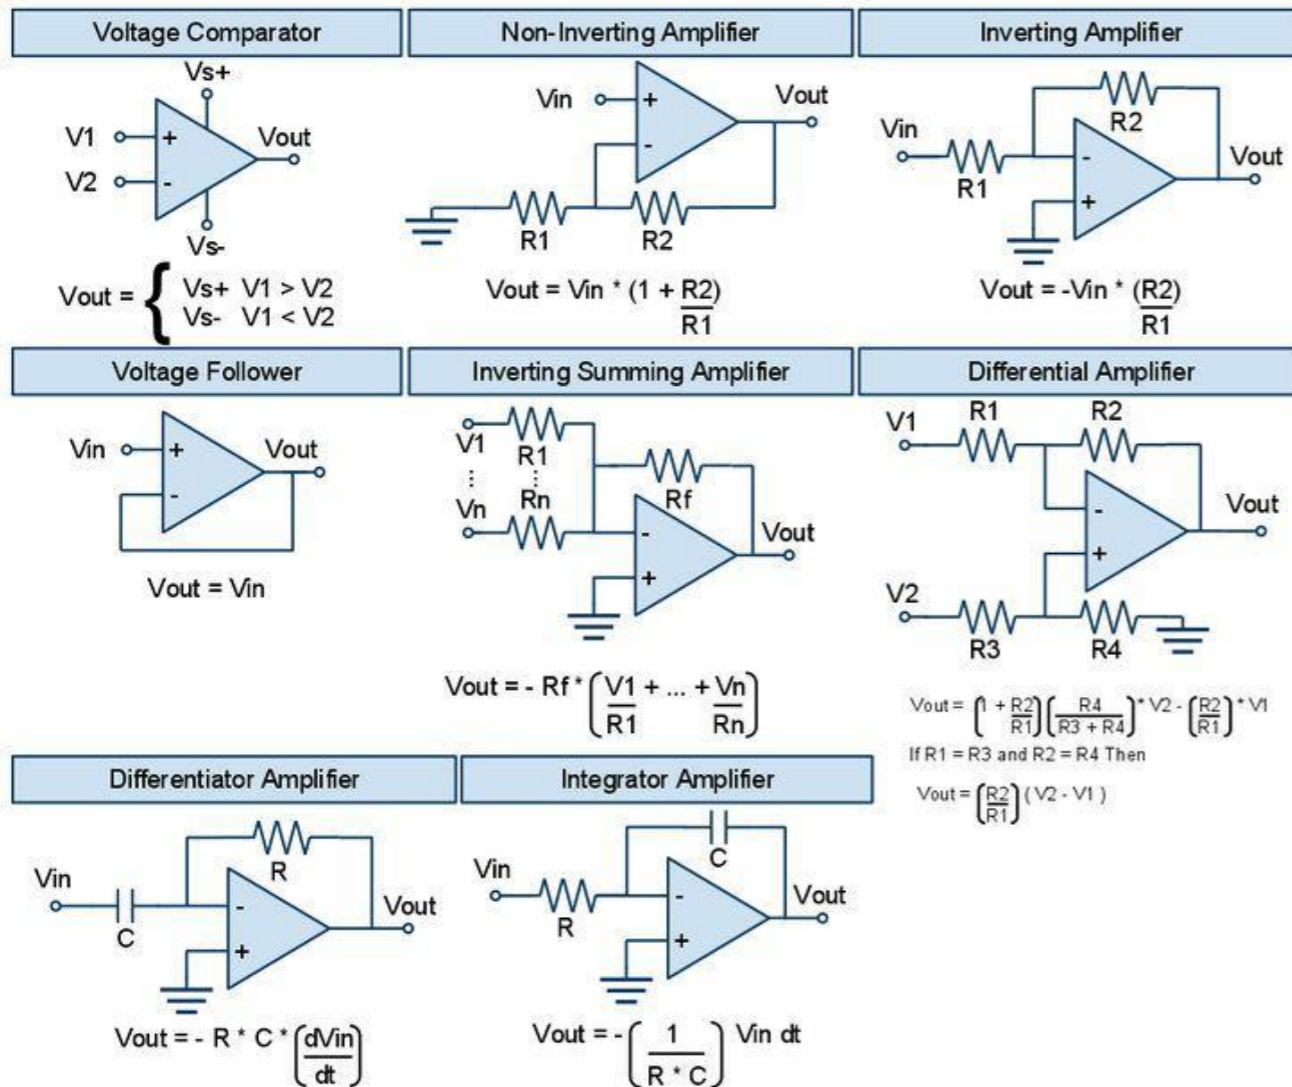 Voltage Comparator
Vs+
V1
+
Vout
V2
-
Vs-
Vout = { Vs+ V1 > V2
Vs- V1 < V2
Non-Inverting Amplifier
Vin
+
Vout
-
R1
R2
Vout = Vin * (1 + R2)
R1
Inverting Amplifier
R2
Vin
R1
-
Vout
+
Vout = -Vin * (R2)
R1
Voltage Follower
Vin
+
Vout
-
Vout = Vin
Inverting Summing Amplifier
V1
R1
⋮
⋮
Vn
Rn
Rf
-
Vout
+
Vout = - Rf * (V1 + ... + Vn)
R1 Rn
Differential Amplifier
V1
R1
R2
-
Vout
+
V2
R3
R4
Vout = (1 + R2) (R4) * V2 - (R2) * V1
R1 R3 + R4 R1
If R1 = R3 and R2 = R4 Then
Vout = (R2) ( V2 - V1 )
R1
Differentiator Amplifier
R
Vin
C
-
Vout
+
Vout = - R * C * (dVin)
dt
Integrator Amplifier
C
Vin
R
-
Vout
+
Vout = - (1) Vin dt
R * C